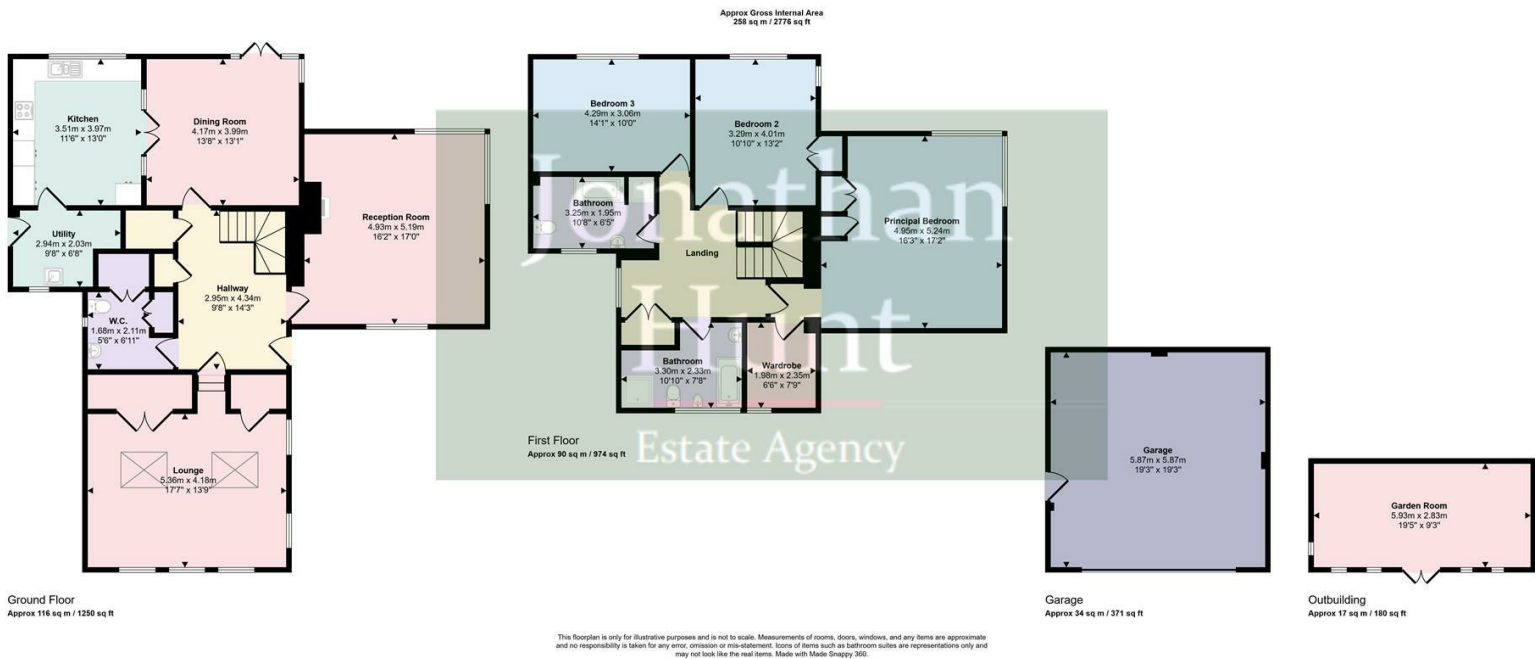 Approx Gross Internal Area
258 sq m / 2776 sq ft
Kitchen
3.51m x 3.97m
11'6" x 13'0"
Dining Room
4.17m x 3.99m
13'8" x 13'1"
Reception Room
4.93m x 5.19m
16'2" x 17'0"
Utility
2.94m x 2.03m
9'8" x 6'8"
Hallway
2.95m x 4.34m
9'8" x 14'3"
W.C.
1.68m x 2.11m
5'6" x 6'11"
Lounge
5.36m x 4.18m
17'7" x 13'9"
Ground Floor
Approx 116 sq m / 1250 sq ft
Bedroom 3
4.29m x 3.06m
14'1" x 10'0"
Bedroom 2
3.29m x 4.01m
10'10" x 13'2"
Bathroom
3.25m x 1.95m
10'8" x 6'5"
Principal Bedroom
4.95m x 5.24m
16'3" x 17'2"
Landing
Bathroom
3.30m x 2.33m
10'10" x 7'8"
Wardrobe
1.98m x 2.35m
6'6" x 7'9"
First Floor
Approx 90 sq m / 974 sq ft
Jonathan
Hunt
Estate Agency
Garage
5.87m x 5.87m
19'3" x 19'3"
Garage
Approx 34 sq m / 371 sq ft
Garden Room
5.93m x 2.83m
19'5" x 9'3"
Outbuilding
Approx 17 sq m / 180 sq ft
This floorplan is only for illustrative purposes and is not to scale. Measurements of rooms, doors, windows, and any items are approximate
and no responsibility is taken for any error, omission or mis-statement. Icons of items such as bathroom suites are representations only and
may not look like the real items. Made with Made Snappy 360.